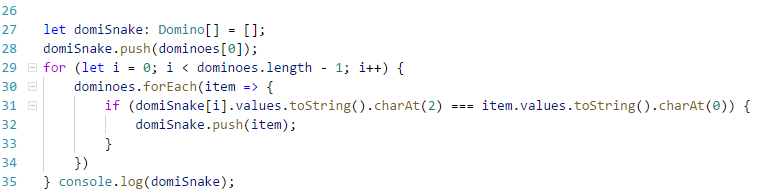 26
27 let domiSnake: Domino[] = [];
28 domiSnake.push(dominoes[0]);
29 for (let i = 0; i < dominoes.length - 1; i++) {
30     dominoes.forEach(item => {
31         if (domiSnake[i].values.toString().charAt(2) === item.values.toString().charAt(0)) {
32             domiSnake.push(item);
33         }
34     })
35 } console.log(domiSnake);